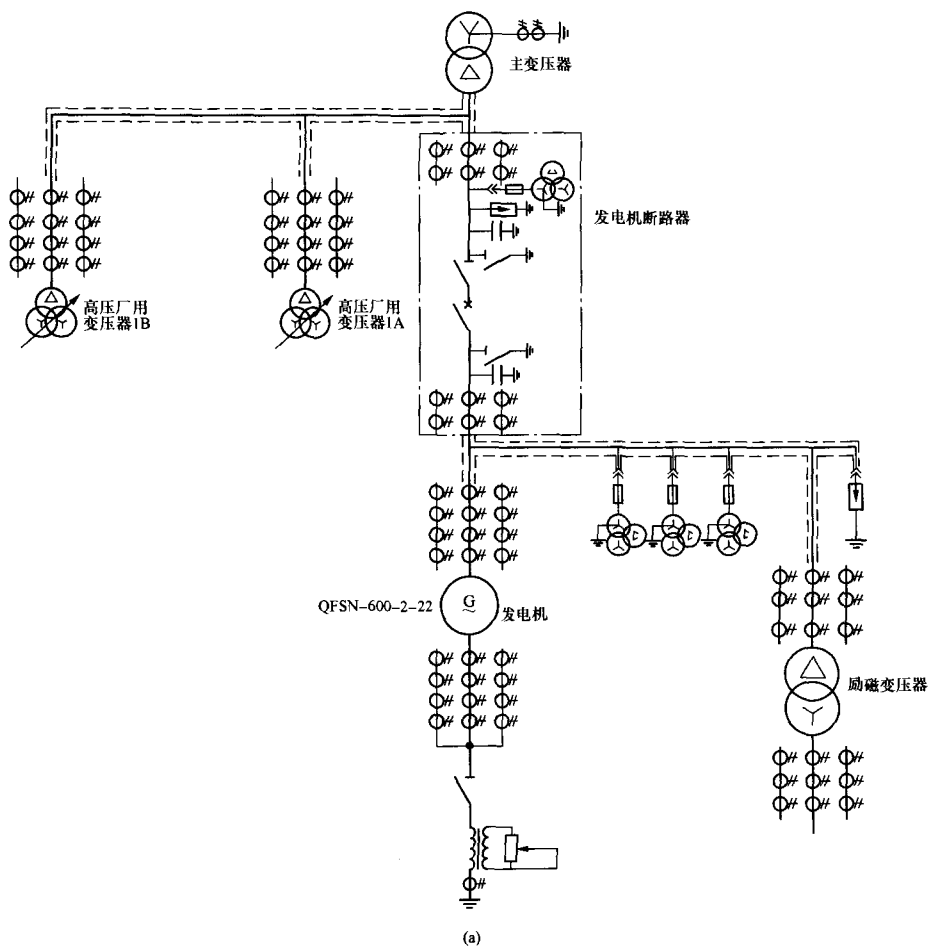 主变压器
发电机断路器
高压厂用
变压器1B
高压厂用
变压器1A
QFSN-600-2-22
G
~
发电机
励磁变压器
(a)